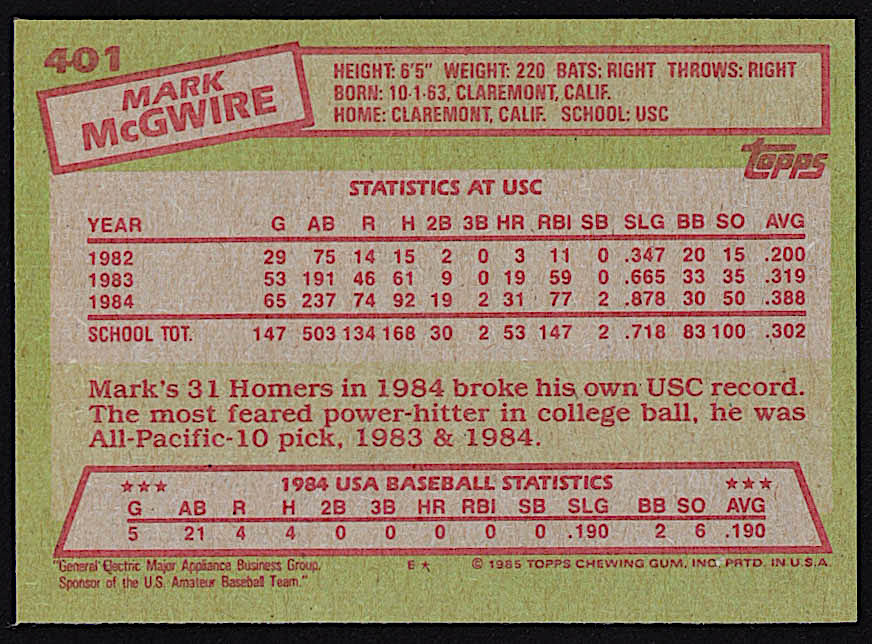 401
MARK
McGWIRE
HEIGHT: 6'5" WEIGHT: 220 BATS: RIGHT THROWS: RIGHT
BORN: 10-1-63, CLAREMONT, CALIF.
HOME: CLAREMONT, CALIF. SCHOOL: USC
topps
STATISTICS AT USC
YEAR G AB R H 2B 3B HR RBI SB SLG BB SO AVG
1982 29 75 14 15 2 0 3 11 0 .347 20 15 .200
1983 53 191 46 61 9 0 19 59 0 .665 33 35 .319
1984 65 237 74 92 19 2 31 77 2 .878 30 50 .388
SCHOOL TOT. 147 503 134 168 30 2 53 147 2 .718 83 100 .302
Mark's 31 Homers in 1984 broke his own USC record.
The most feared power-hitter in college ball, he was
All-Pacific-10 pick, 1983 & 1984.
★★★ 1984 USA BASEBALL STATISTICS ★★★
G AB R H 2B 3B HR RBI SB SLG BB SO AVG
5 21 4 4 0 0 0 0 0 .190 2 6 .190
"General Electric Major Appliance Business Group,
Sponsor of the U.S. Amateur Baseball Team."
E★
© 1985 TOPPS CHEWING GUM, INC. PRTD. IN U.S.A.